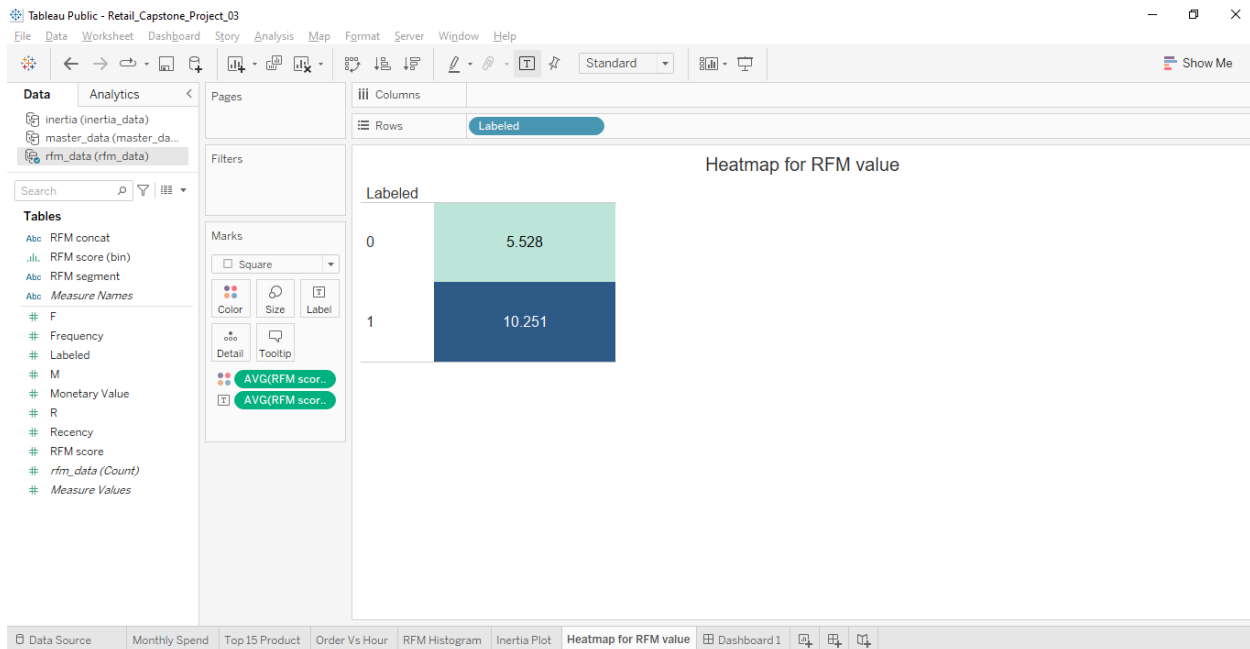 Tableau Public - Retail_Capstone_Project_03
File Data Worksheet Dashboard Story Analysis Map Format Server Window Help
Standard
Show Me
Data Analytics
inertia (inertia_data)
master_data (master_da...
rfm_data (rfm_data)
Search
Tables
Abc RFM concat
RFM score (bin)
Abc RFM segment
Abc Measure Names
# F
# Frequency
# Labeled
# M
# Monetary Value
# R
# Recency
# RFM score
# rfm_data (Count)
# Measure Values
Pages
Filters
Marks
Square
Color Size Label
Detail Tooltip
AVG(RFM scor..
AVG(RFM scor..
Columns
Rows Labeled
Heatmap for RFM value
Labeled
0 5.528
1 10.251
Data Source Monthly Spend Top 15 Product Order Vs Hour RFM Histogram Inertia Plot Heatmap for RFM value Dashboard 1